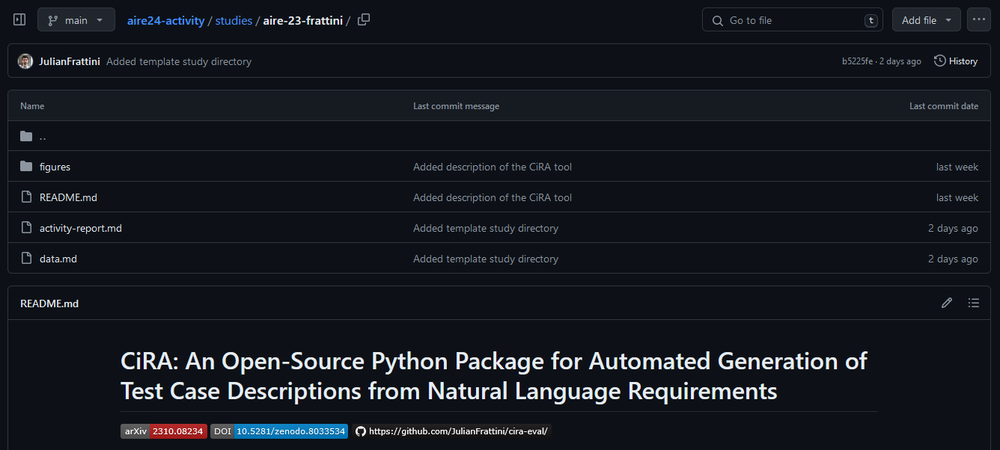 main aire24-activity / studies / aire-23-frattini / Go to file t Add file ...
JulianFrattini Added template study directory b5225fe · 2 days ago History
Name Last commit message Last commit date
..
figures Added description of the CiRA tool last week
README.md Added description of the CiRA tool last week
activity-report.md Added template study directory 2 days ago
data.md Added template study directory 2 days ago
README.md
CiRA: An Open-Source Python Package for Automated Generation of
Test Case Descriptions from Natural Language Requirements
arXiv 2310.08234 DOI 10.5281/zenodo.8033534 https://github.com/JulianFrattini/cira-eval/